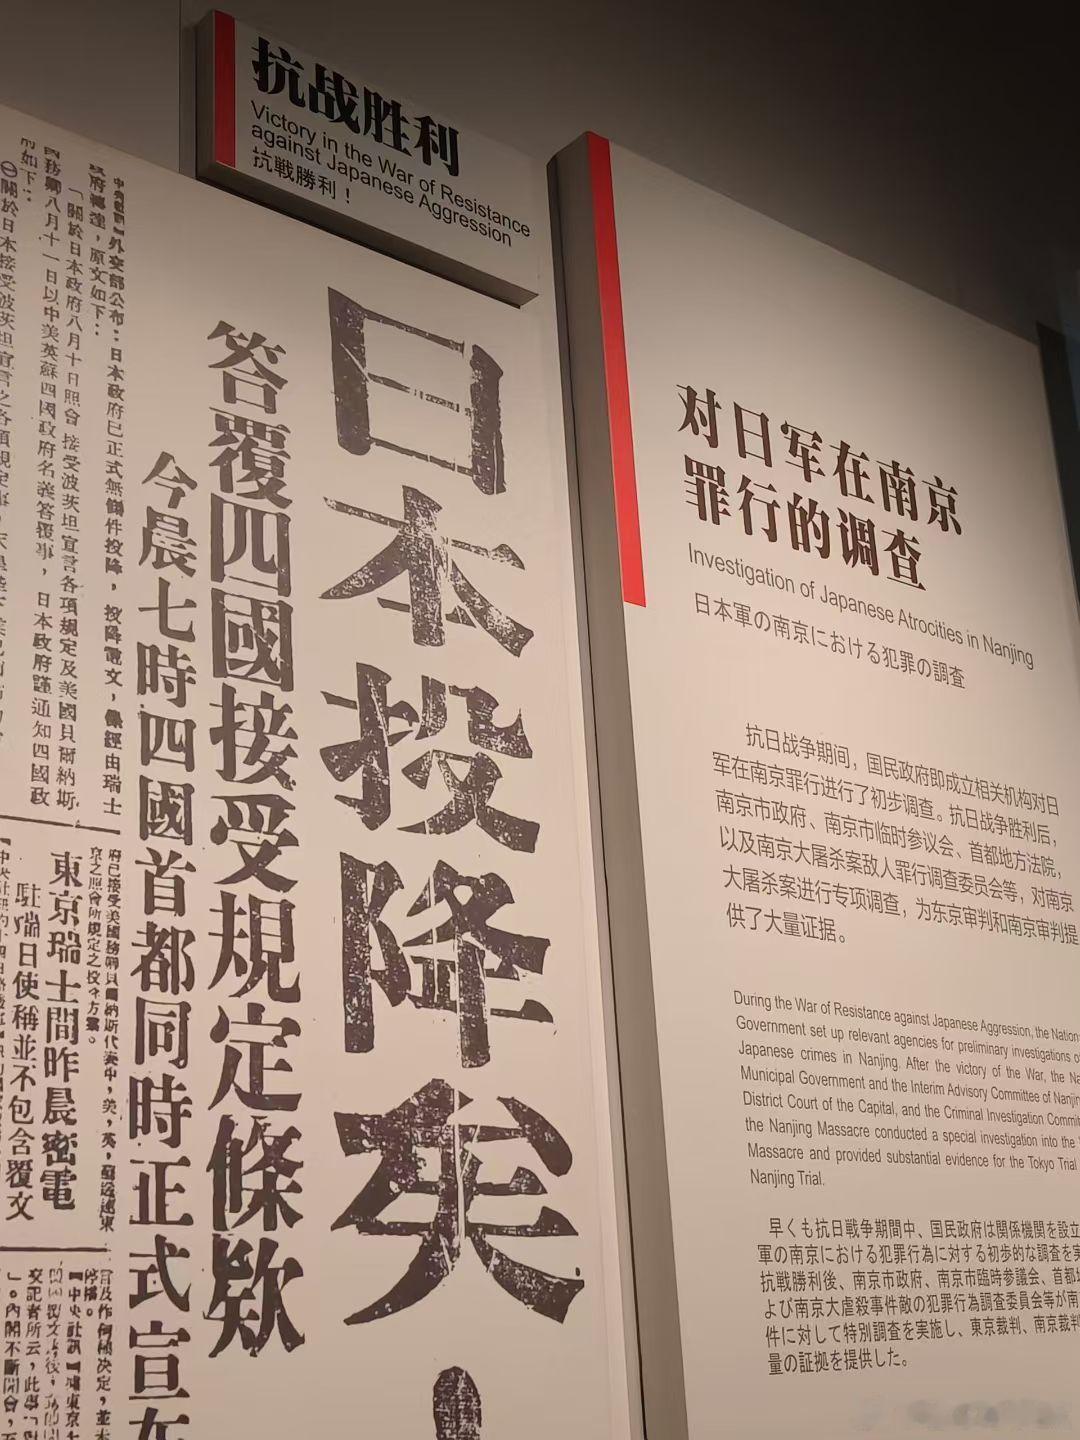 抗战胜利
Victory in the War of Resistance
against Japanese Aggression
抗戦勝利！
日本投降矣！
答覆四國接受規定條款
今晨七時四國首都同時正式宣布
外交部公布：日本政府已正式無條件投降，投降電文，係經由瑞士
政府轉達，原文如下：
「關於日本政府八月十日照會接受波茨坦宣言各項規定及美國貝爾納斯
國務卿八月十一日以中美英蘇四國政府名義答覆事，日本政府謹通知四國政
府如下：
㊀關於日本接受波茨坦宣言之各項規定事，
東京瑞士間昨晨密電
駐瑞日使稱並不包含覆文
对日军在南京
罪行的调查
Investigation of Japanese Atrocities in Nanjing
日本軍の南京における犯罪の調査
抗日战争期间，国民政府即成立相关机构对日
军在南京罪行进行了初步调查。抗日战争胜利后，
南京市政府、南京市临时参议会、首都地方法院，
以及南京大屠杀案敌人罪行调查委员会等，对南京
大屠杀案进行专项调查，为东京审判和南京审判提
供了大量证据。
During the War of Resistance against Japanese Aggression, the Nation
Government set up relevant agencies for preliminary investigations of
Japanese crimes in Nanjing. After the victory of the War, the Na
Municipal Government and the Interim Advisory Committee of Nanjin
District Court of the Capital, and the Criminal Investigation Commit
the Nanjing Massacre conducted a special investigation into the
Massacre and provided substantial evidence for the Tokyo Trial
Nanjing Trial.
早くも抗日戦争期間中、国民政府は関係機関を設立
軍の南京における犯罪行為に対する初歩的な調査を実
抗戦勝利後、南京市政府、南京市臨時参議会、首都地
よび南京大虐殺事件敵の犯罪行為調査委員会等が南
件に対して特別調査を実施し、東京裁判、南京裁判
量の証拠を提供した。